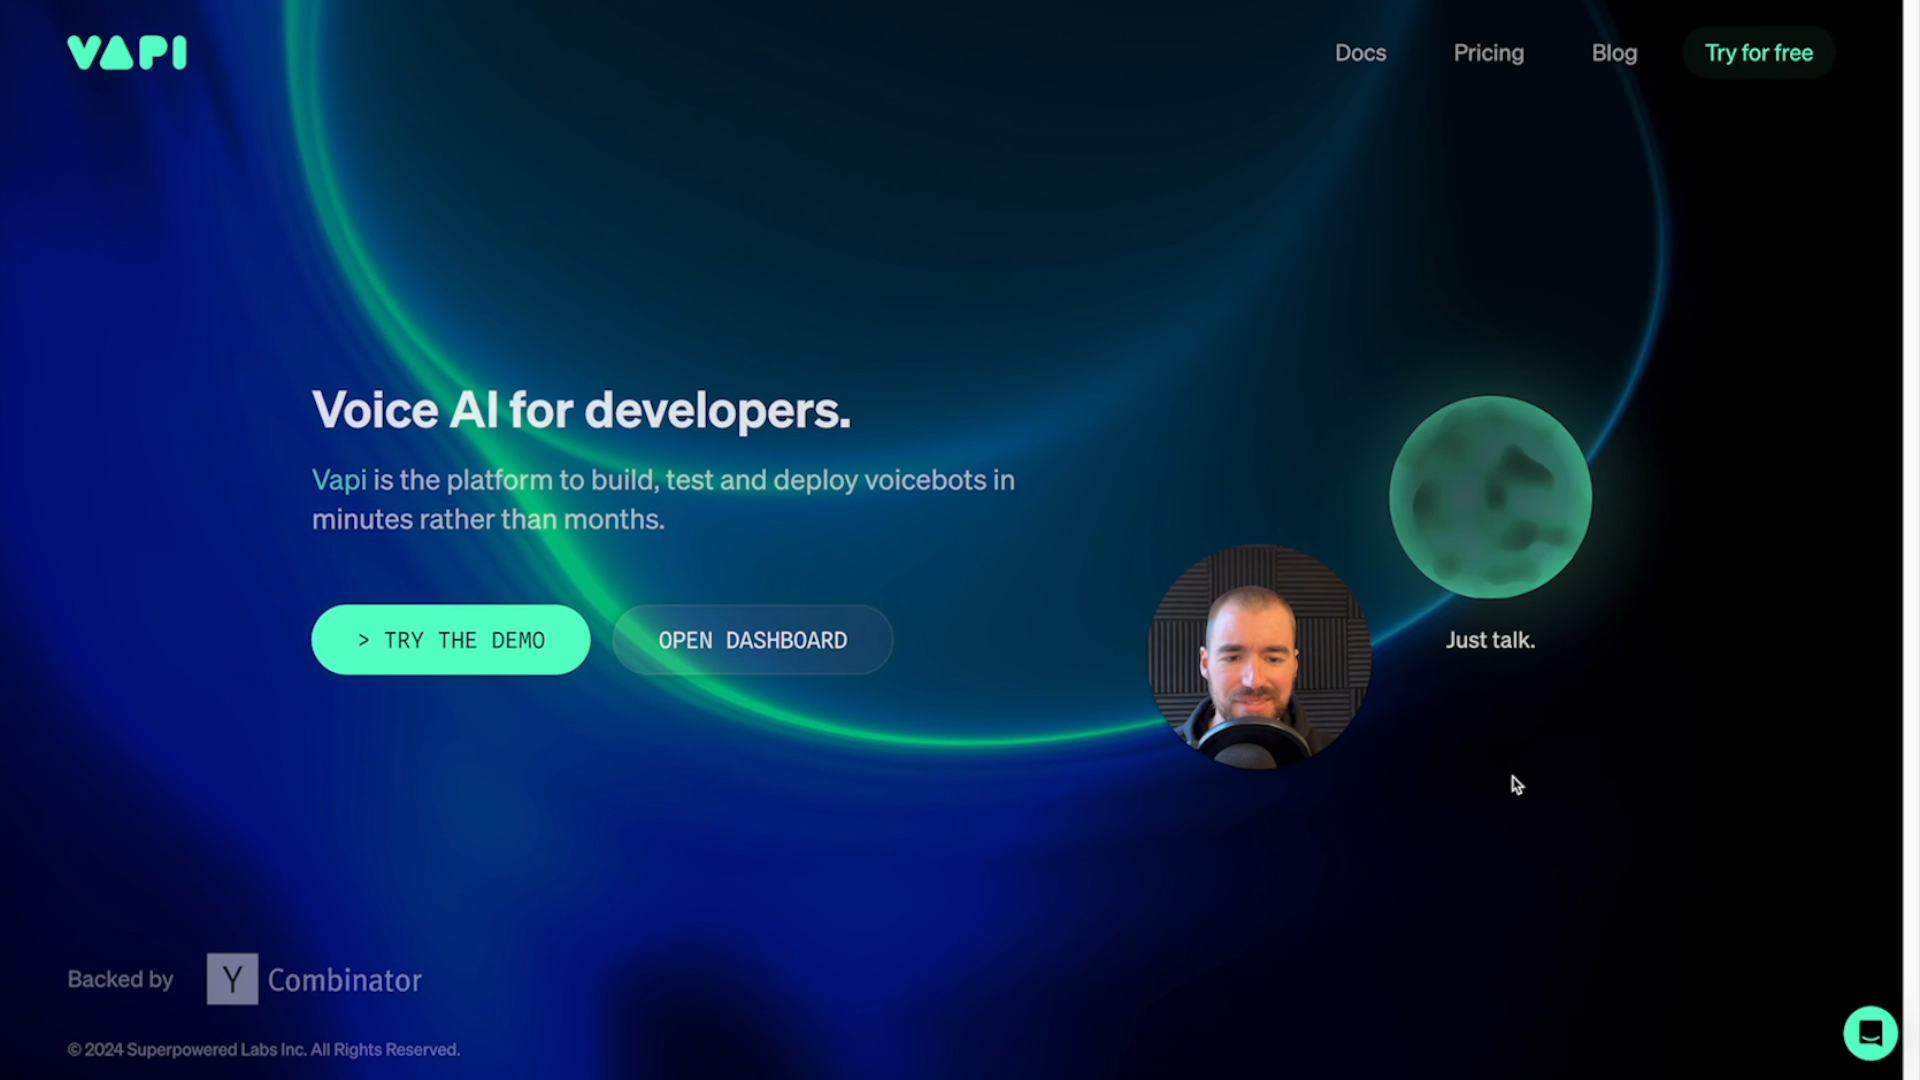 VAPI
Docs
Pricing
Blog
Try for free
Voice AI for developers.
Vapi is the platform to build, test and deploy voicebots in
minutes rather than months.
> TRY THE DEMO
OPEN DASHBOARD
Just talk.
Backed by
Y Combinator
© 2024 Superpowered Labs Inc. All Rights Reserved.